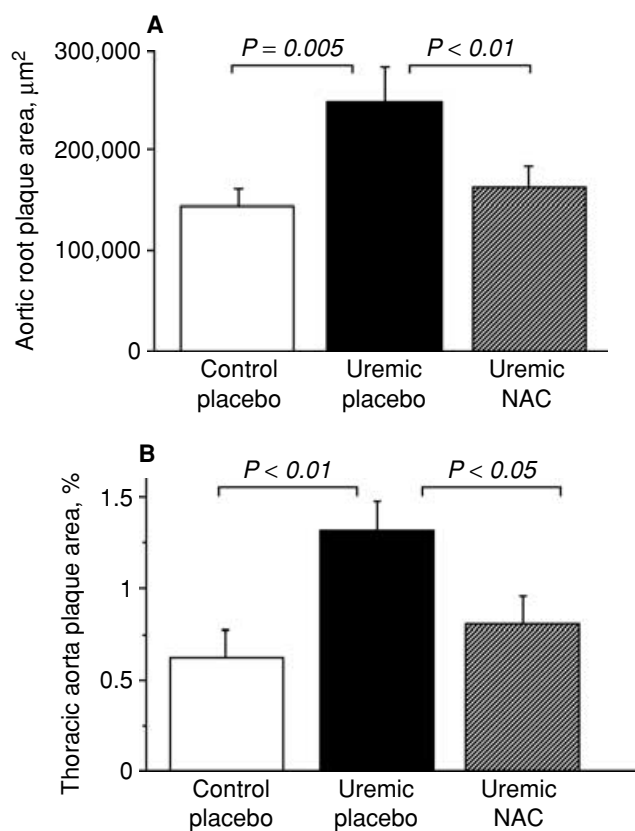 A
P = 0.005
P < 0.01
Aortic root plaque area, μm²
300,000
200,000
100,000
0
Control placebo
Uremic placebo
Uremic NAC
B
P < 0.01
P < 0.05
Thoracic aorta plaque area, %
1.5
1
0.5
0
Control placebo
Uremic placebo
Uremic NAC